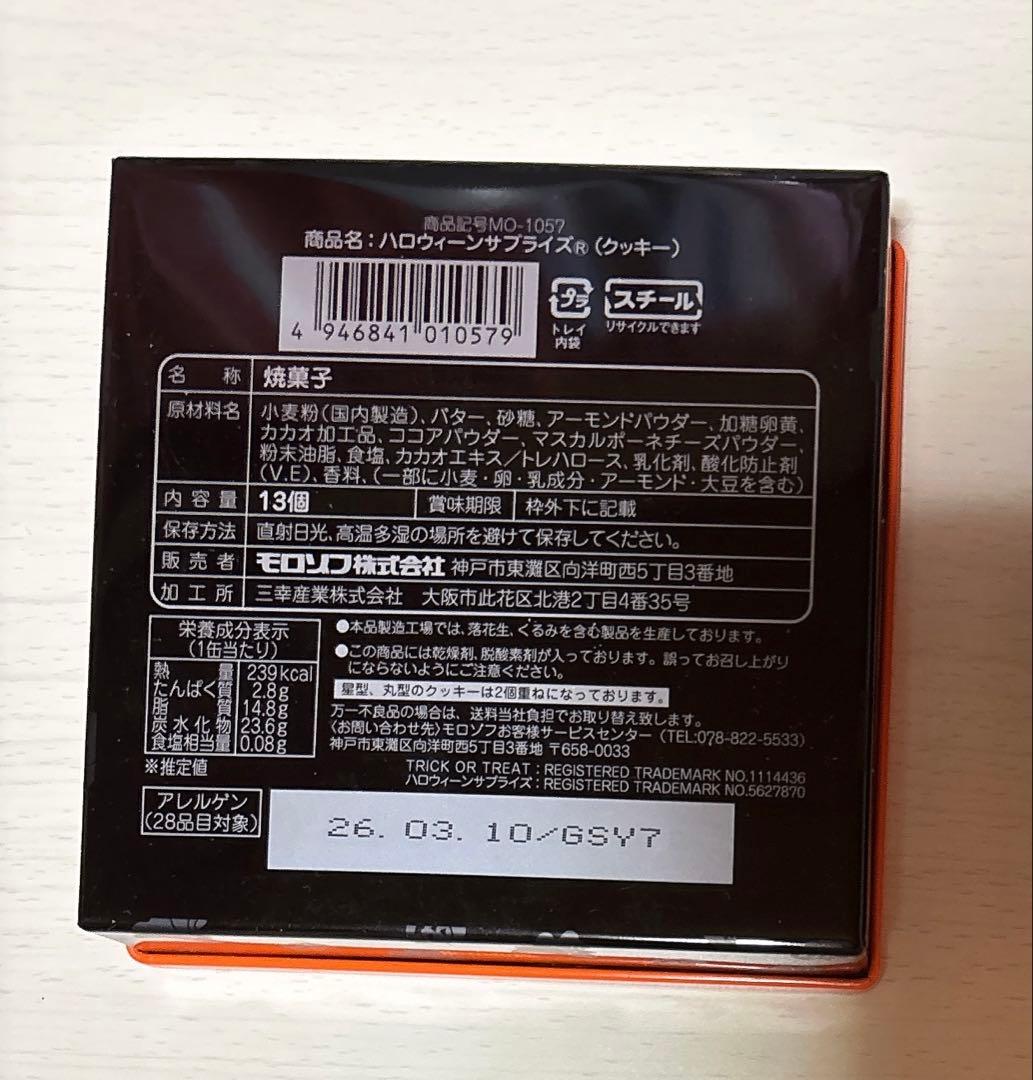 商品記号MO-1057
商品名：ハロウィーンサプライズ®（クッキー）
4 946841 010579
プラ
トレイ
内袋
スチール
リサイクルできます
名称 焼菓子
原材料名 小麦粉（国内製造）、バター、砂糖、アーモンドパウダー、加糖卵黄、
カカオ加工品、ココアパウダー、マスカルポーネチーズパウダー、
粉末油脂、食塩、カカオエキス／トレハロース、乳化剤、酸化防止剤
（V.E）、香料、（一部に小麦・卵・乳成分・アーモンド・大豆を含む）
内容量 13個 賞味期限 枠外下に記載
保存方法 直射日光、高温多湿の場所を避けて保存してください。
販売者 モロゾフ株式会社 神戸市東灘区向洋町西5丁目3番地
加工所 三幸産業株式会社 大阪市此花区北港2丁目4番35号
栄養成分表示
（1缶当たり）
熱量 239kcal
たんぱく質 2.8g
脂質 14.8g
炭水化物 23.6g
食塩相当量 0.08g
※推定値
●本品製造工場では、落花生、くるみを含む製品を生産しております。
●この商品には乾燥剤、脱酸素剤が入っております。誤ってお召し上がり
にならないようにご注意ください。
星型、丸型のクッキーは2個重ねになっております。
万一不良品の場合は、送料当社負担でお取り替え致します。
〈お問い合わせ先〉モロゾフお客様サービスセンター（TEL:078-822-5533）
神戸市東灘区向洋町西5丁目3番地 〒658-0033
TRICK OR TREAT : REGISTERED TRADEMARK NO.1114436
ハロウィーンサプライズ : REGISTERED TRADEMARK NO.5627870
アレルゲン
（28品目対象）
26. 03. 10/GSY7